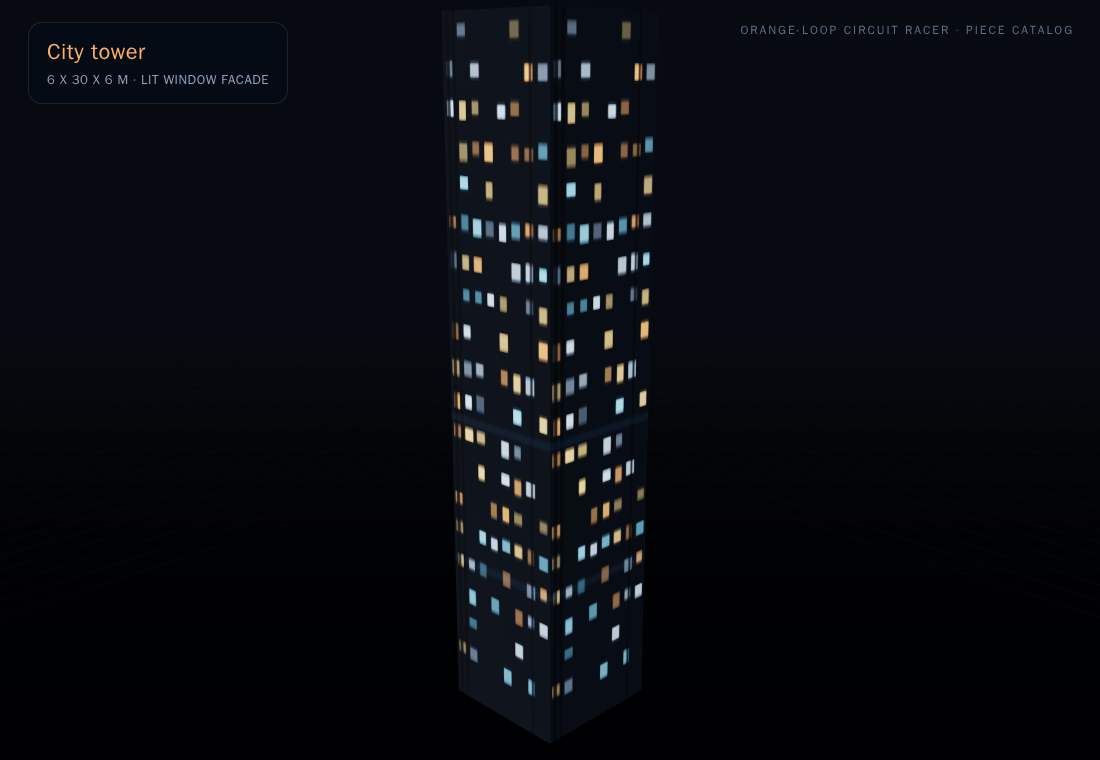 City tower
6 X 30 X 6 M · LIT WINDOW FACADE
ORANGE-LOOP CIRCUIT RACER · PIECE CATALOG